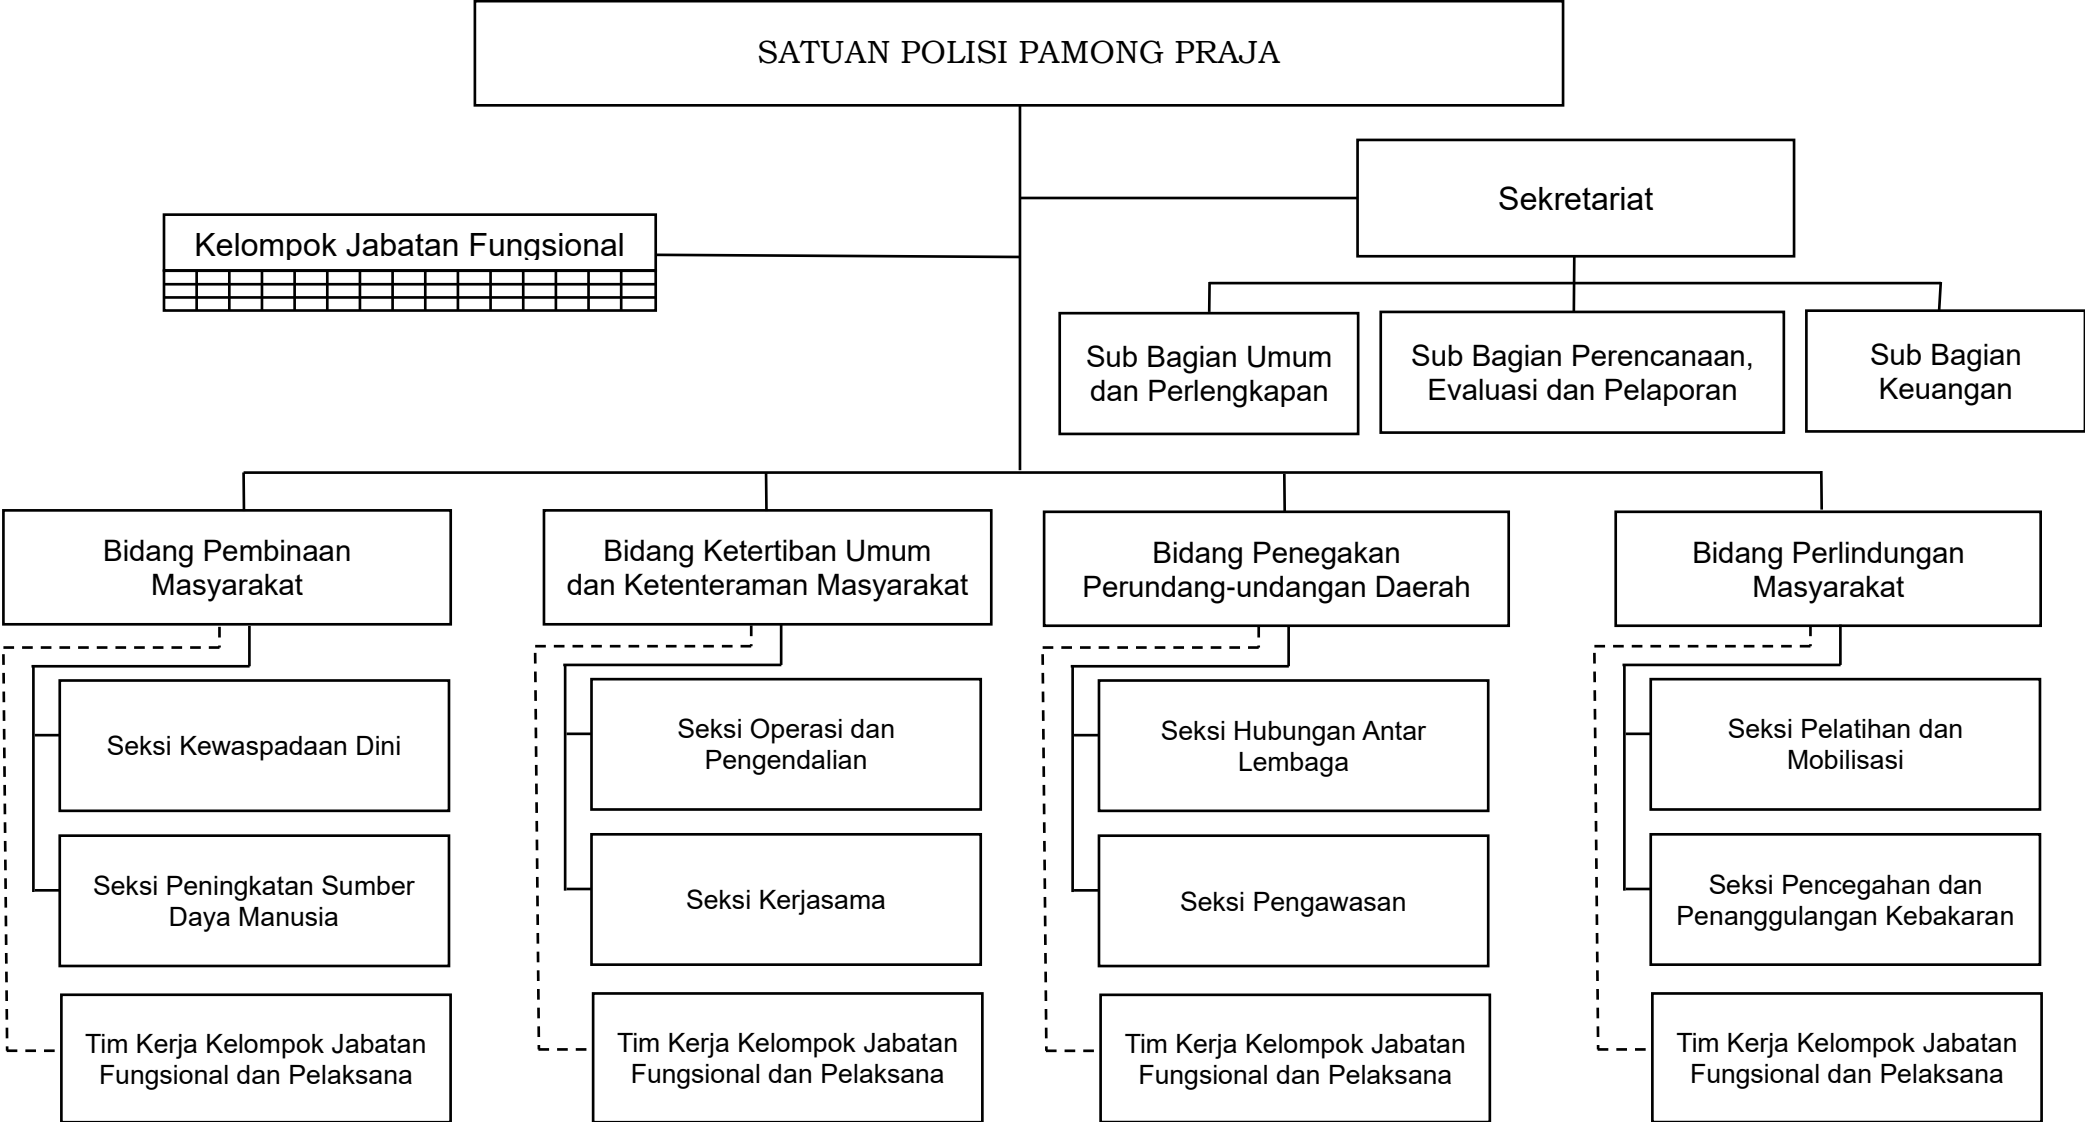 SATUAN POLISI PAMONG PRAJA
Sekretariat
Kelompok Jabatan Fungsional
Sub Bagian Umum
dan Perlengkapan
Sub Bagian Perencanaan,
Evaluasi dan Pelaporan
Sub Bagian
Keuangan
Bidang Pembinaan
Masyarakat
Bidang Ketertiban Umum
dan Ketenteraman Masyarakat
Bidang Penegakan
Perundang-undangan Daerah
Bidang Perlindungan
Masyarakat
Seksi Kewaspadaan Dini
Seksi Operasi dan
Pengendalian
Seksi Hubungan Antar
Lembaga
Seksi Pelatihan dan
Mobilisasi
Seksi Peningkatan Sumber
Daya Manusia
Seksi Kerjasama
Seksi Pengawasan
Seksi Pencegahan dan
Penanggulangan Kebakaran
Tim Kerja Kelompok Jabatan
Fungsional dan Pelaksana
Tim Kerja Kelompok Jabatan
Fungsional dan Pelaksana
Tim Kerja Kelompok Jabatan
Fungsional dan Pelaksana
Tim Kerja Kelompok Jabatan
Fungsional dan Pelaksana